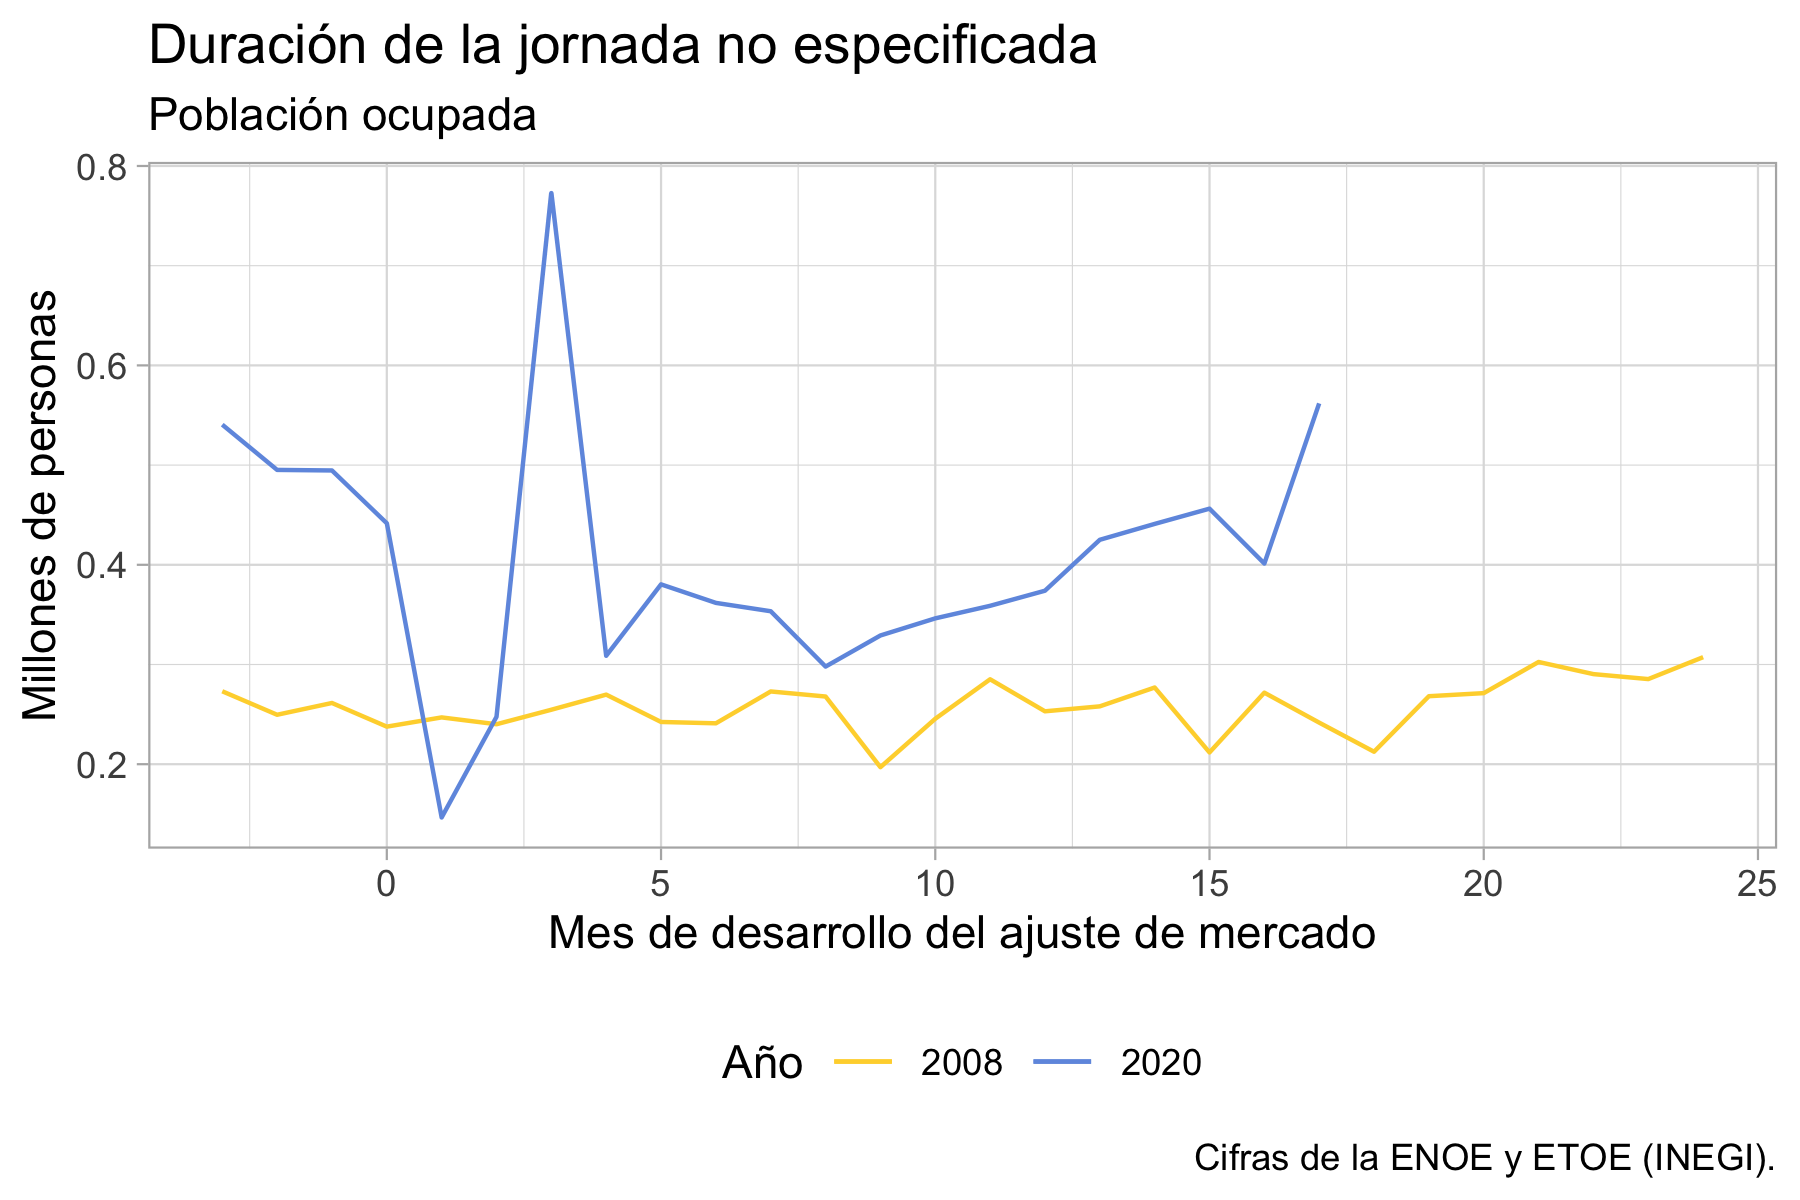 Duración de la jornada no especificada
Población ocupada
Millones de personas
0.8
0.6
0.4
0.2
0 5 10 15 20 25
Mes de desarrollo del ajuste de mercado
Año 2008 2020
Cifras de la ENOE y ETOE (INEGI).